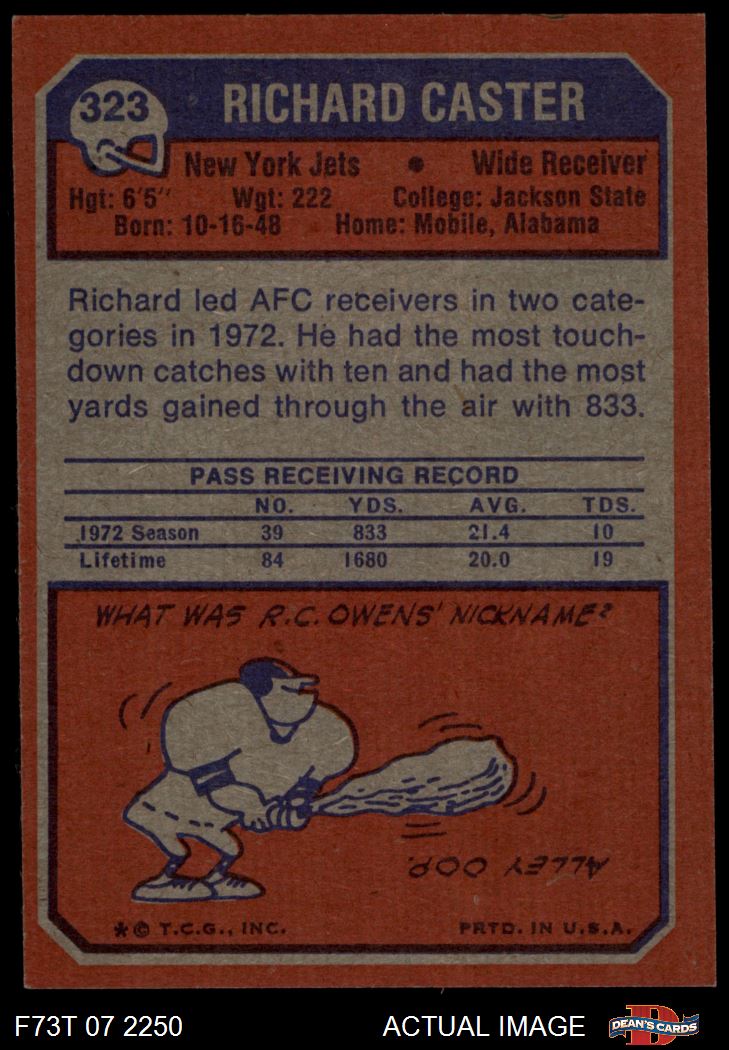 323
RICHARD CASTER
New York Jets • Wide Receiver
Hgt: 6'5" Wgt: 222 College: Jackson State
Born: 10-16-48 Home: Mobile, Alabama
Richard led AFC receivers in two cate-
gories in 1972. He had the most touch-
down catches with ten and had the most
yards gained through the air with 833.
PASS RECEIVING RECORD
NO. YDS. AVG. TDS.
1972 Season 39 833 21.4 10
Lifetime 84 1680 20.0 19
WHAT WAS R.C. OWENS' NICKNAME?
ALLEY OOP.
* © T.C.G., INC. PRTD. IN U.S.A.
F73T 07 2250 ACTUAL IMAGE
D
DEAN'S CARDS